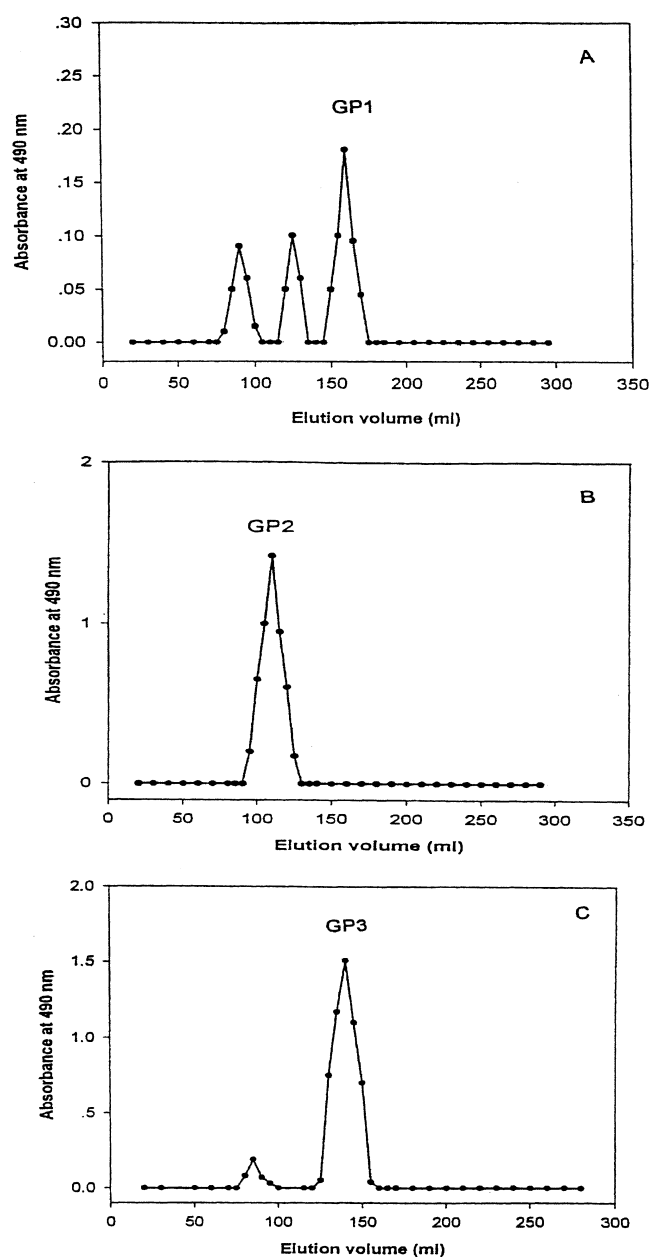 .30
A
.25
GP1
.20
.15
.10
.05
0.00
Absorbance at 490 nm
0 50 100 150 200 250 300 350
Elution volume (ml)
2
B
GP2
1
0
Absorbance at 490 nm
0 50 100 150 200 250 300 350
Elution volume (ml)
2.0
C
GP3
1.5
1.0
.5
0.0
Absorbance at 490 nm
0 50 100 150 200 250 300
Elution volume (ml)